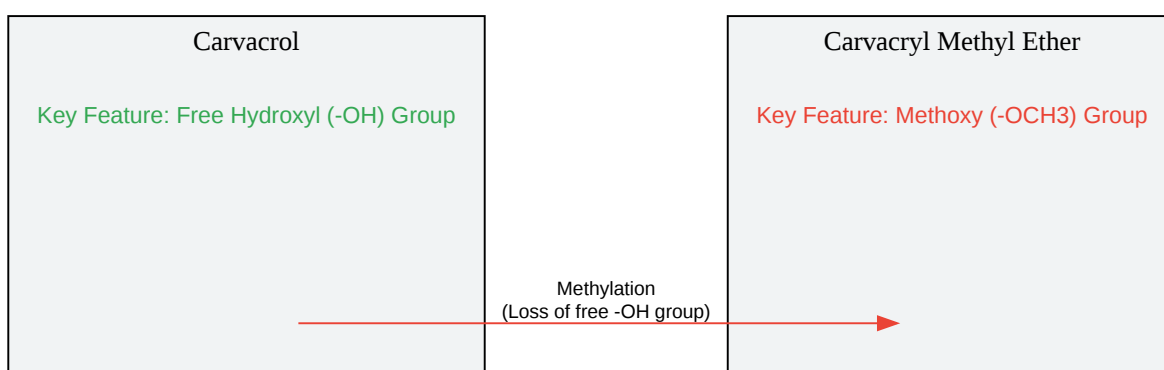 Carvacrol
Key Feature: Free Hydroxyl (-OH) Group
Methylation
(Loss of free -OH group)
Carvacryl Methyl Ether
Key Feature: Methoxy (-OCH3) Group